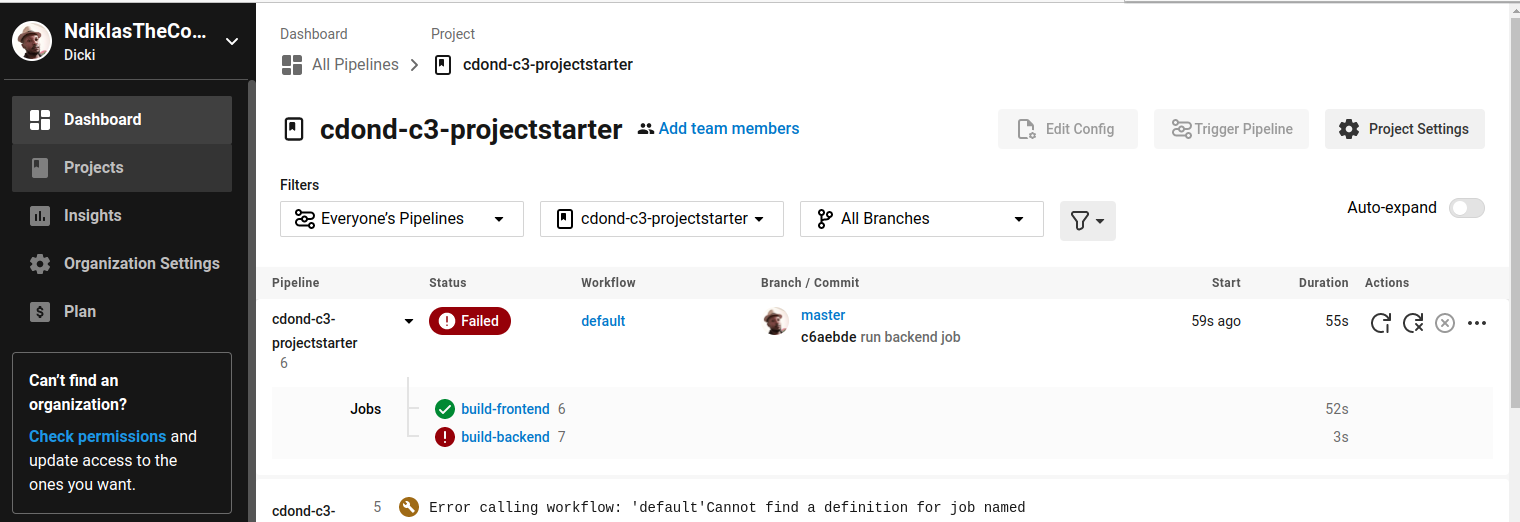 NdiklasTheCo...
Dicki
Dashboard
Projects
Insights
Organization Settings
Plan
Can't find an
organization?
Check permissions and
update access to the
ones you want.
Dashboard Project
All Pipelines cdond-c3-projectstarter
cdond-c3-projectstarter Add team members Edit Config Trigger Pipeline Project Settings
Filters
Everyone's Pipelines cdond-c3-projectstarter All Branches Auto-expand
Pipeline Status Workflow Branch / Commit Start Duration Actions
cdond-c3-
projectstarter
6
Failed default master 59s ago 55s
c6aebde run backend job
Jobs build-frontend 6 52s
build-backend 7 3s
cdond-c3- 5 Error calling workflow: 'default'Cannot find a definition for job named